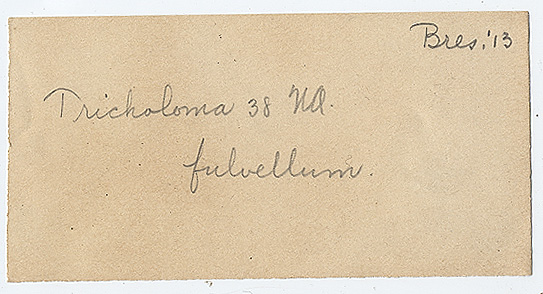 Bres. '13
Tricholoma 38 NA.
fulvellum.